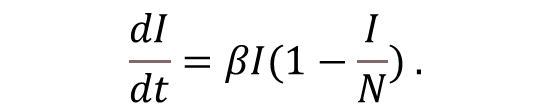 dI/dt = βI(1 − I/N) .